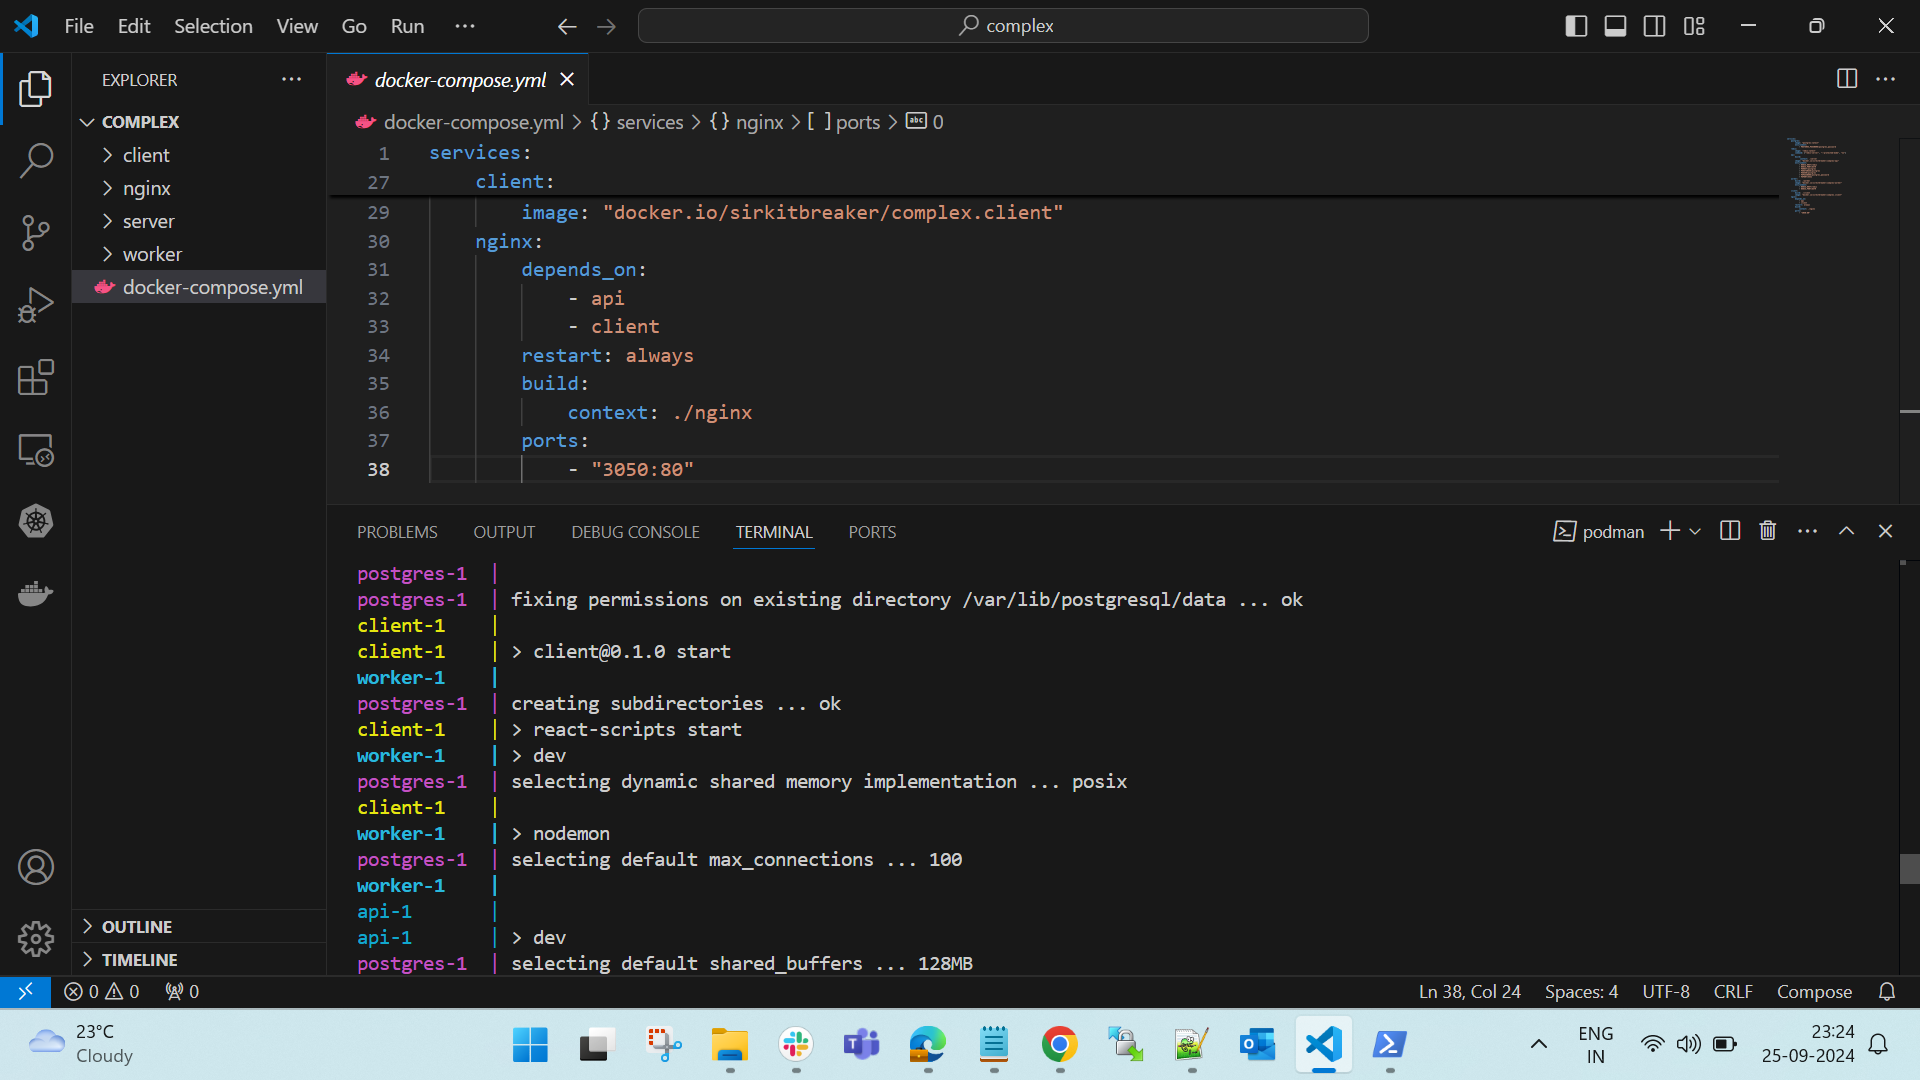 File Edit Selection View Go Run ···
complex
EXPLORER ···
docker-compose.yml
COMPLEX
client
nginx
server
worker
docker-compose.yml
OUTLINE
TIMELINE
docker-compose.yml > {} services > {} nginx > [ ] ports > abc 0
1 services:
27 client:
29 image: "docker.io/sirkitbreaker/complex.client"
30 nginx:
31 depends_on:
32 - api
33 - client
34 restart: always
35 build:
36 context: ./nginx
37 ports:
38 - "3050:80"
PROBLEMS OUTPUT DEBUG CONSOLE TERMINAL PORTS
podman
postgres-1 |
postgres-1 | fixing permissions on existing directory /var/lib/postgresql/data ... ok
client-1 |
client-1 | > client@0.1.0 start
worker-1 |
postgres-1 | creating subdirectories ... ok
client-1 | > react-scripts start
worker-1 | > dev
postgres-1 | selecting dynamic shared memory implementation ... posix
client-1 |
worker-1 | > nodemon
postgres-1 | selecting default max_connections ... 100
worker-1 |
api-1 |
api-1 | > dev
postgres-1 | selecting default shared_buffers ... 128MB
0 0 0
Ln 38, Col 24 Spaces: 4 UTF-8 CRLF Compose
23°C
Cloudy
ENG
IN
23:24
25-09-2024